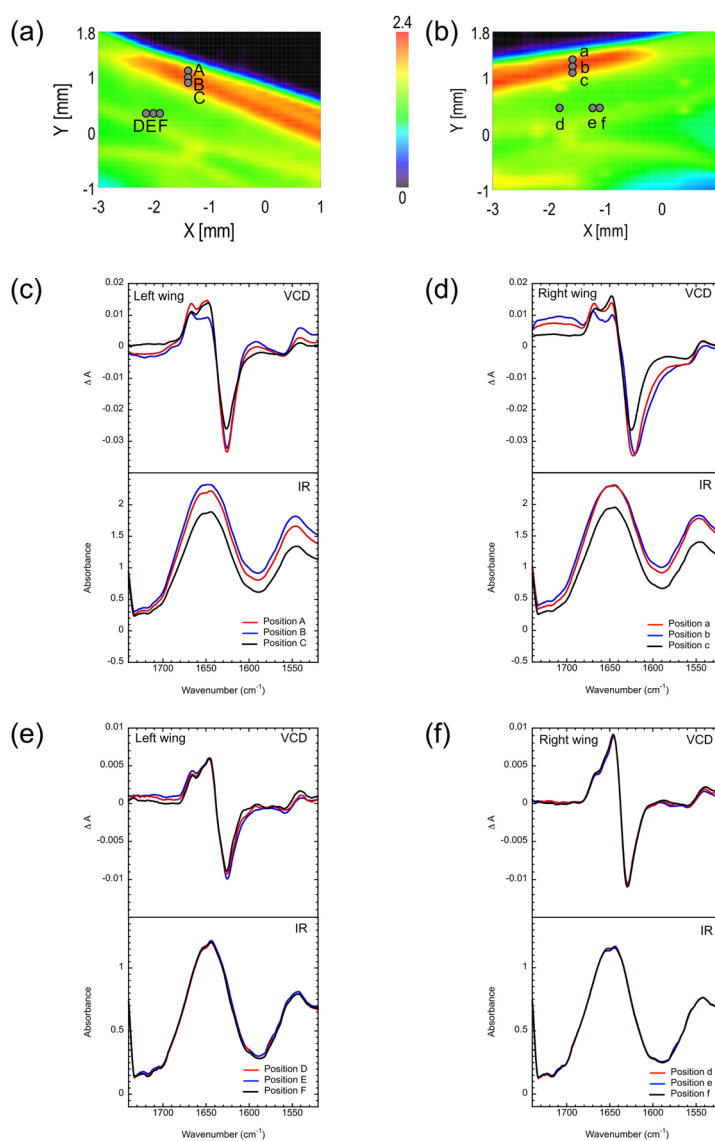 (a)
1.8
1
0
-1
Y [mm]
A
B
C
DEF
-3 -2 -1 0 1
X [mm]
2.4
0
(b)
1.8
1
0
-1
Y [mm]
a
b
c
d e f
-3 -2 -1 0
X [mm]
(c)
Left wing VCD
0.02
0.01
0
-0.01
-0.02
-0.03
Δ A
IR
2
1.5
1
0.5
0
-0.5
Absorbance
Position A
Position B
Position C
1700 1650 1600 1550
Wavenumber (cm-1)
(d)
Right wing VCD
0.02
0.01
0
-0.01
-0.02
-0.03
Δ A
IR
2
1.5
1
0.5
0
-0.5
Absorbance
Position a
Position b
Position c
1700 1650 1600 1550
Wavenumber (cm-1)
(e)
Left wing VCD
0.01
0.005
0
-0.005
-0.01
Δ A
IR
1
0.5
0
Absorbance
Position D
Position E
Position F
1700 1650 1600 1550
Wavenumber (cm-1)
(f)
Right wing VCD
0.01
0.005
0
-0.005
-0.01
Δ A
IR
1
0.5
0
Absorbance
Position d
Position e
Position f
1700 1650 1600 1550
Wavenumber (cm-1)